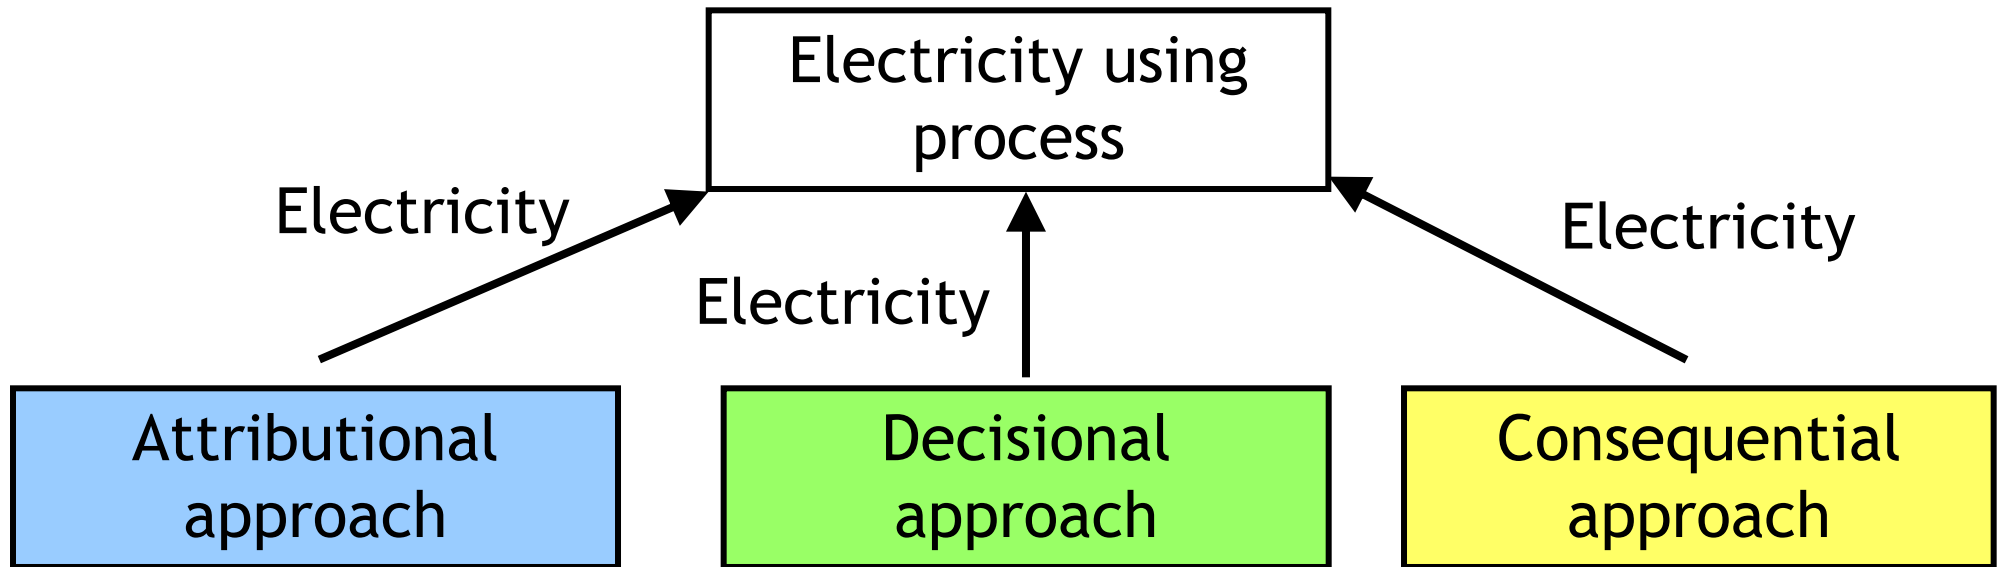 Electricity using
process
Electricity
Electricity
Electricity
Attributional
approach
Decisional
approach
Consequential
approach